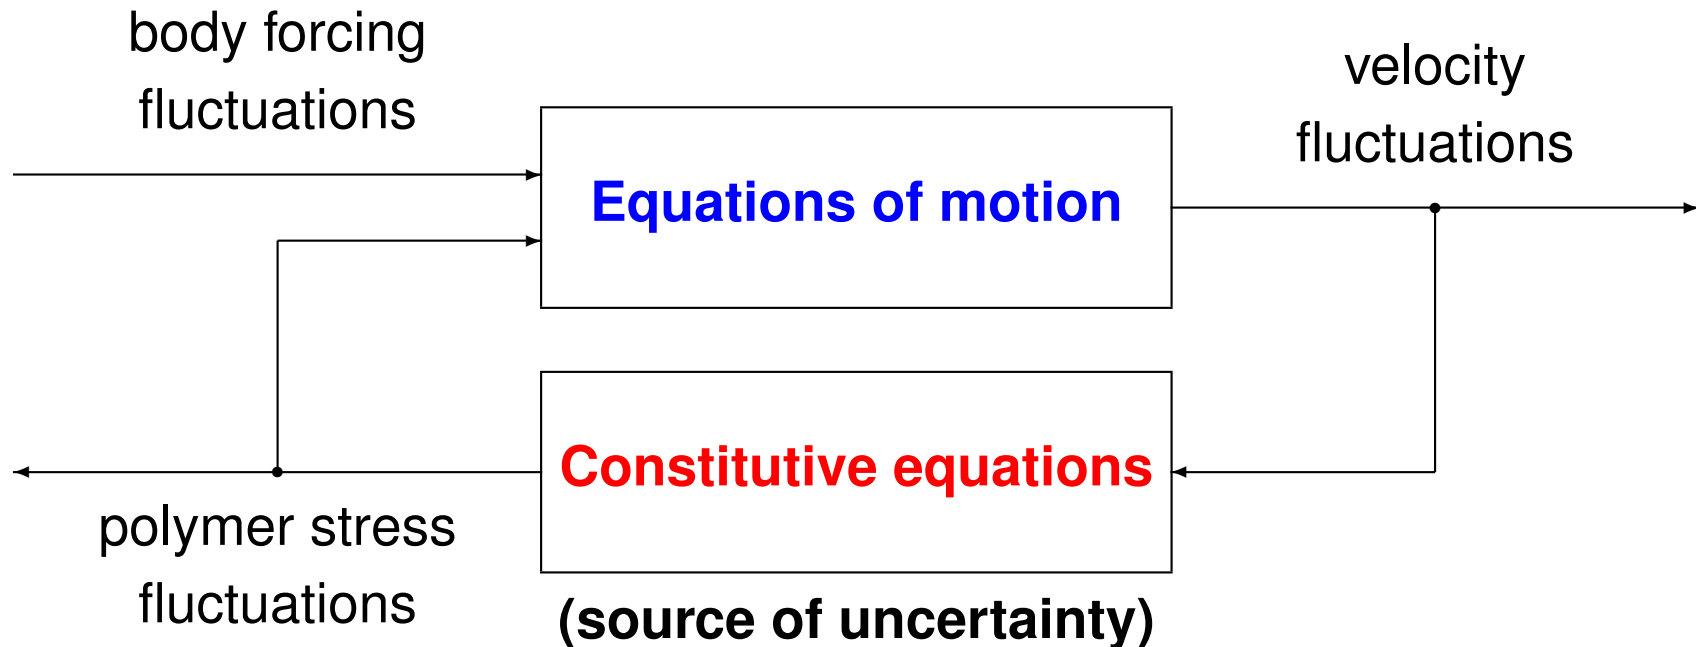 body forcing
fluctuations
velocity
fluctuations
Equations of motion
Constitutive equations
polymer stress
fluctuations
(source of uncertainty)